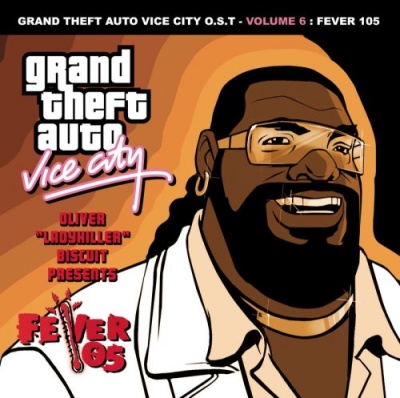 GRAND THEFT AUTO VICE CITY O.S.T - VOLUME 6 : FEVER 105
grand
theft
auto
Vice City
OLIVER
"LADYKILLER"
BISCUIT
PRESENTS
FEVER
105